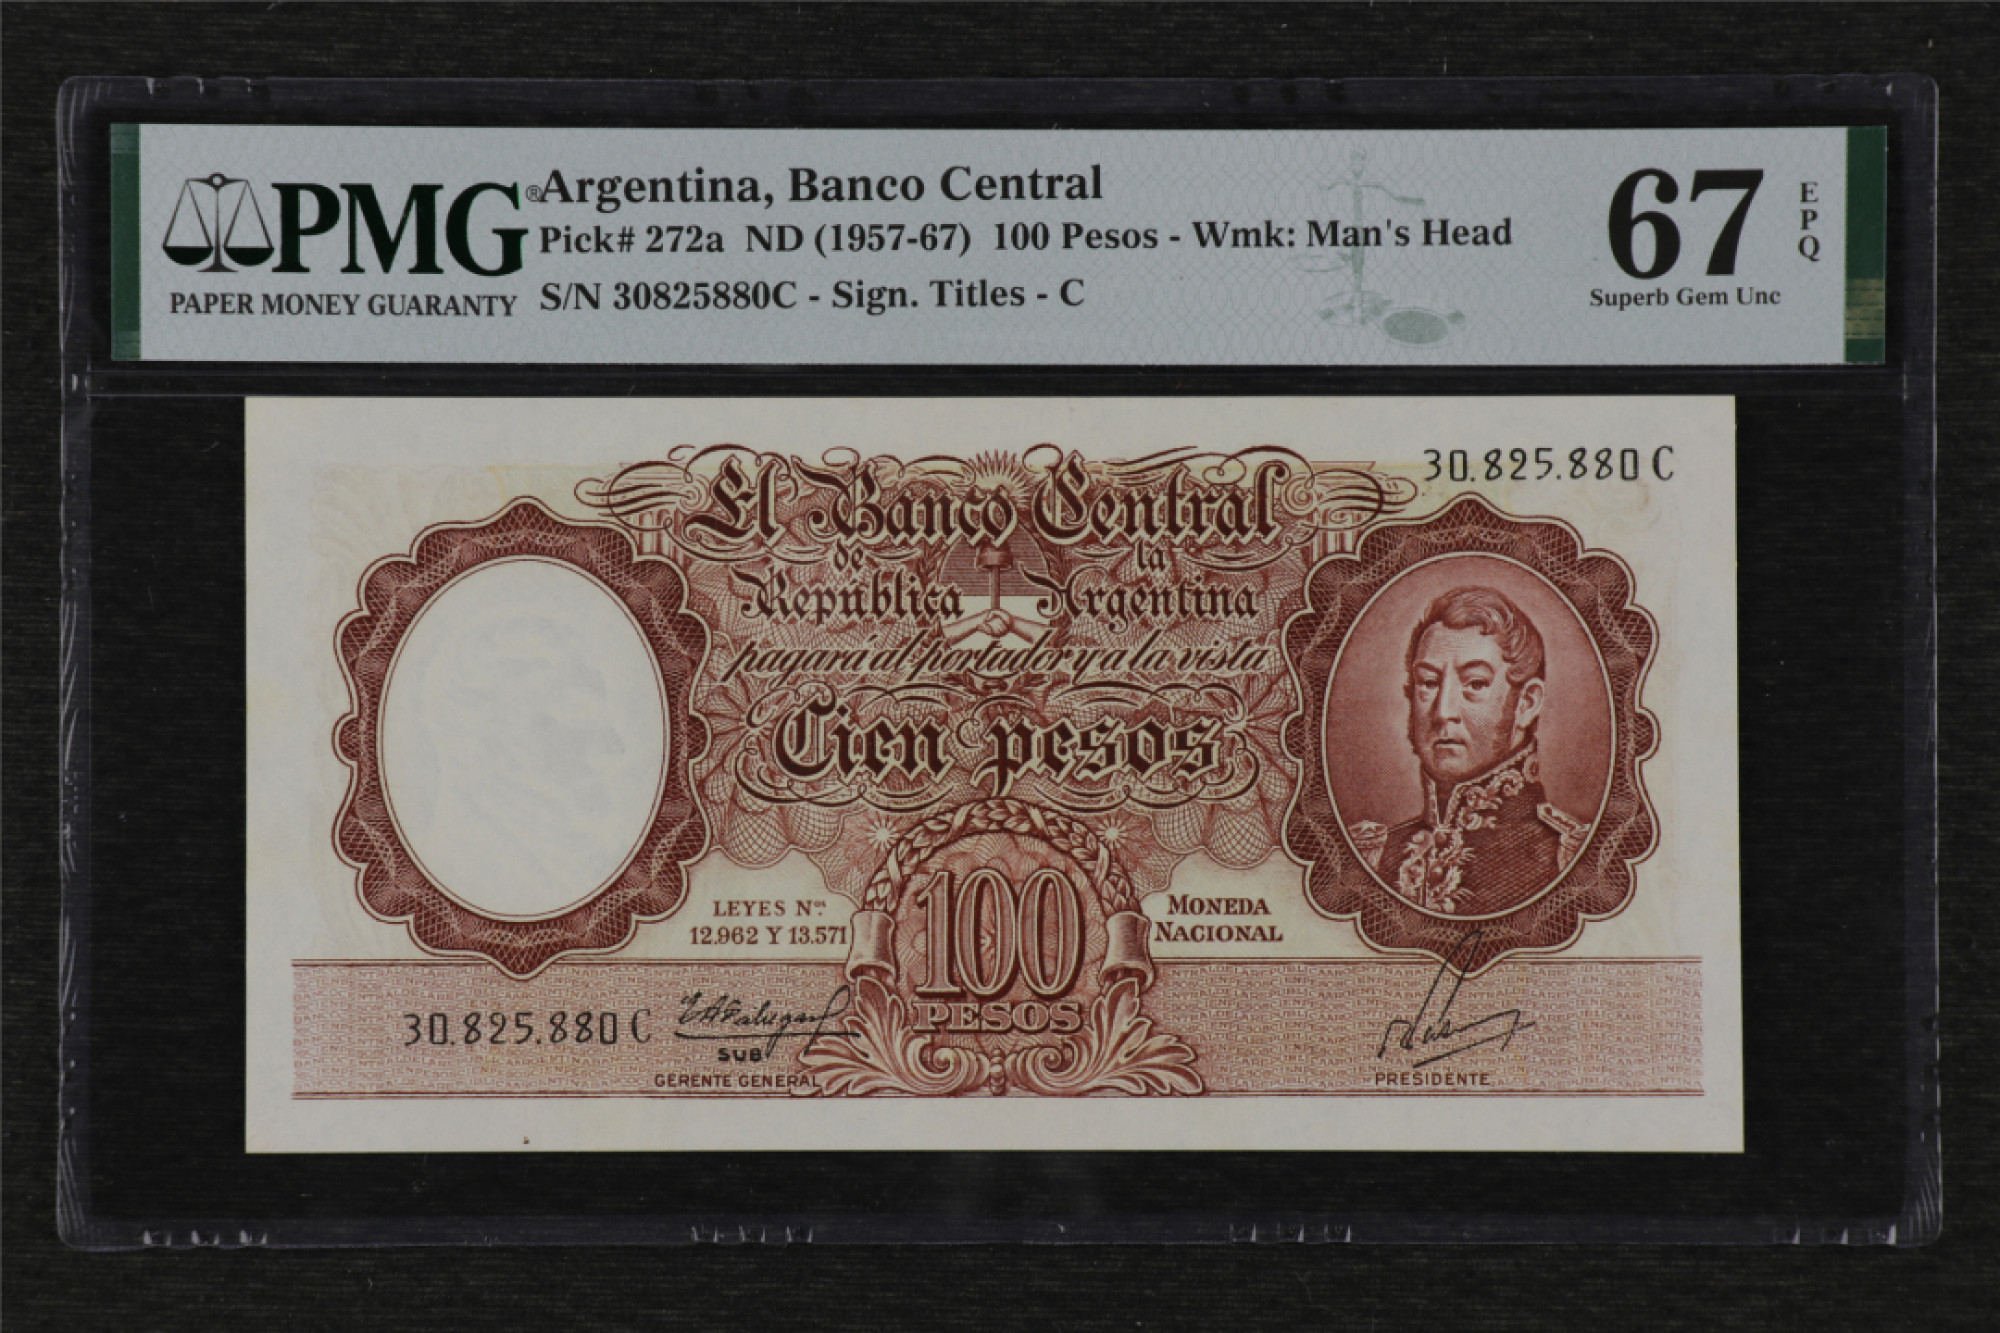 PMG®
PAPER MONEY GUARANTY
Argentina, Banco Central
Pick# 272a ND (1957-67) 100 Pesos - Wmk: Man's Head
S/N 30825880C - Sign. Titles - C
67
EPQ
Superb Gem Unc
30.825.880 C
El Banco Central
de la
República Argentina
pagará al portador y a la vista
Cien pesos
LEYES Nos.
12.962 Y 13.571
MONEDA
NACIONAL
100
PESOS
30.825.880 C
SUB
GERENTE GENERAL
PRESIDENTE